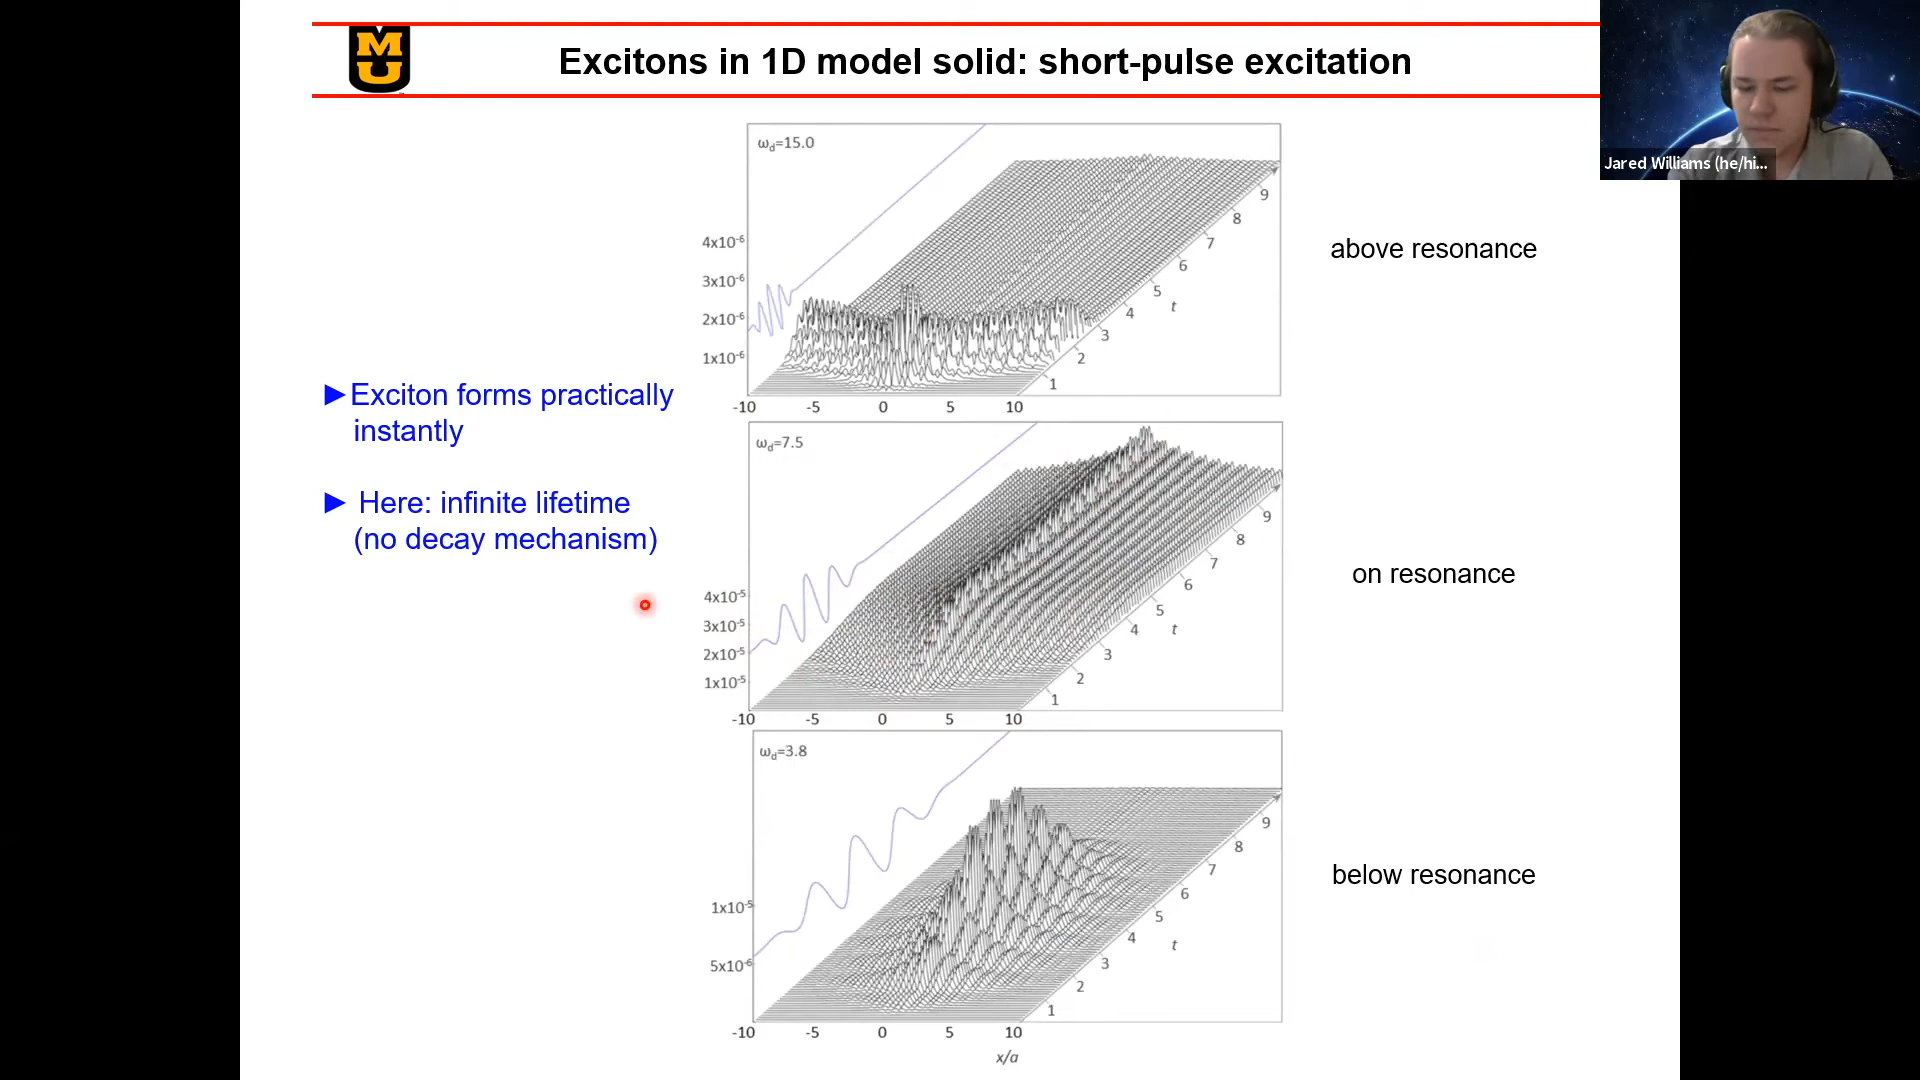 MU
Excitons in 1D model solid: short-pulse excitation
Jared Williams (he/hi...
►Exciton forms practically
instantly
► Here: infinite lifetime
(no decay mechanism)
ω_d=15.0
4x10⁻⁶
3x10⁻⁶
2x10⁻⁶
1x10⁻⁶
-10 -5 0 5 10
1 2 3 4 5 6 7 8 9
t
above resonance
ω_d=7.5
4x10⁻⁵
3x10⁻⁵
2x10⁻⁵
1x10⁻⁵
-10 -5 0 5 10
1 2 3 4 5 6 7 8 9
t
on resonance
ω_d=3.8
1x10⁻⁵
5x10⁻⁶
-10 -5 0 5 10
1 2 3 4 5 6 7 8 9
t
x/a
below resonance